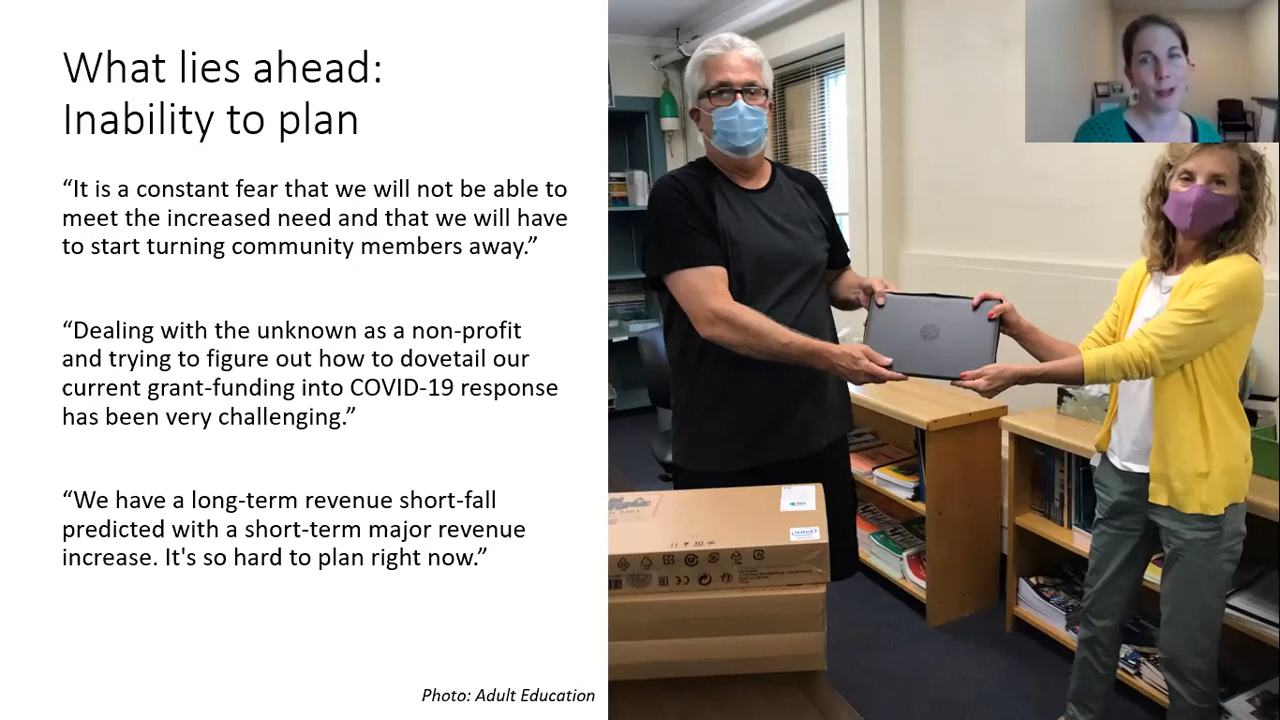 What lies ahead:
Inability to plan
“It is a constant fear that we will not be able to
meet the increased need and that we will have
to start turning community members away.”
“Dealing with the unknown as a non-profit
and trying to figure out how to dovetail our
current grant-funding into COVID-19 response
has been very challenging.”
“We have a long-term revenue short-fall
predicted with a short-term major revenue
increase. It's so hard to plan right now.”
Photo: Adult Education